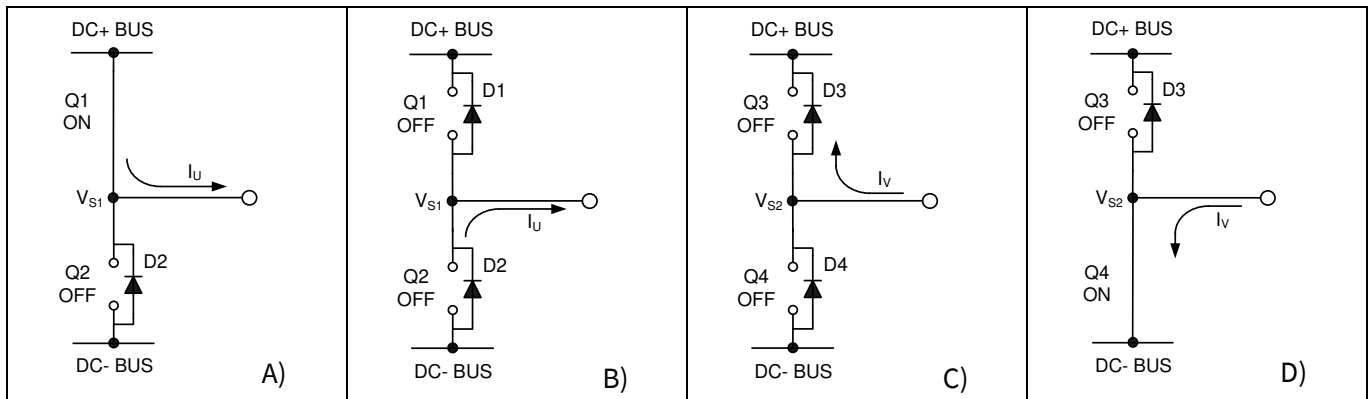 DC+ BUS
Q1
ON
I_U
V_S1
Q2
OFF
D2
DC- BUS
A)
DC+ BUS
Q1
OFF
D1
V_S1
I_U
Q2
OFF
D2
DC- BUS
B)
DC+ BUS
Q3
OFF
D3
I_V
V_S2
Q4
OFF
D4
DC- BUS
C)
DC+ BUS
Q3
OFF
D3
V_S2
I_V
Q4
ON
DC- BUS
D)